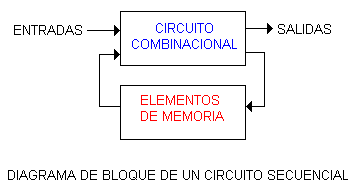 ENTRADAS
CIRCUITO
COMBINACIONAL
SALIDAS
ELEMENTOS
DE MEMORIA
DIAGRAMA DE BLOQUE DE UN CIRCUITO SECUENCIAL